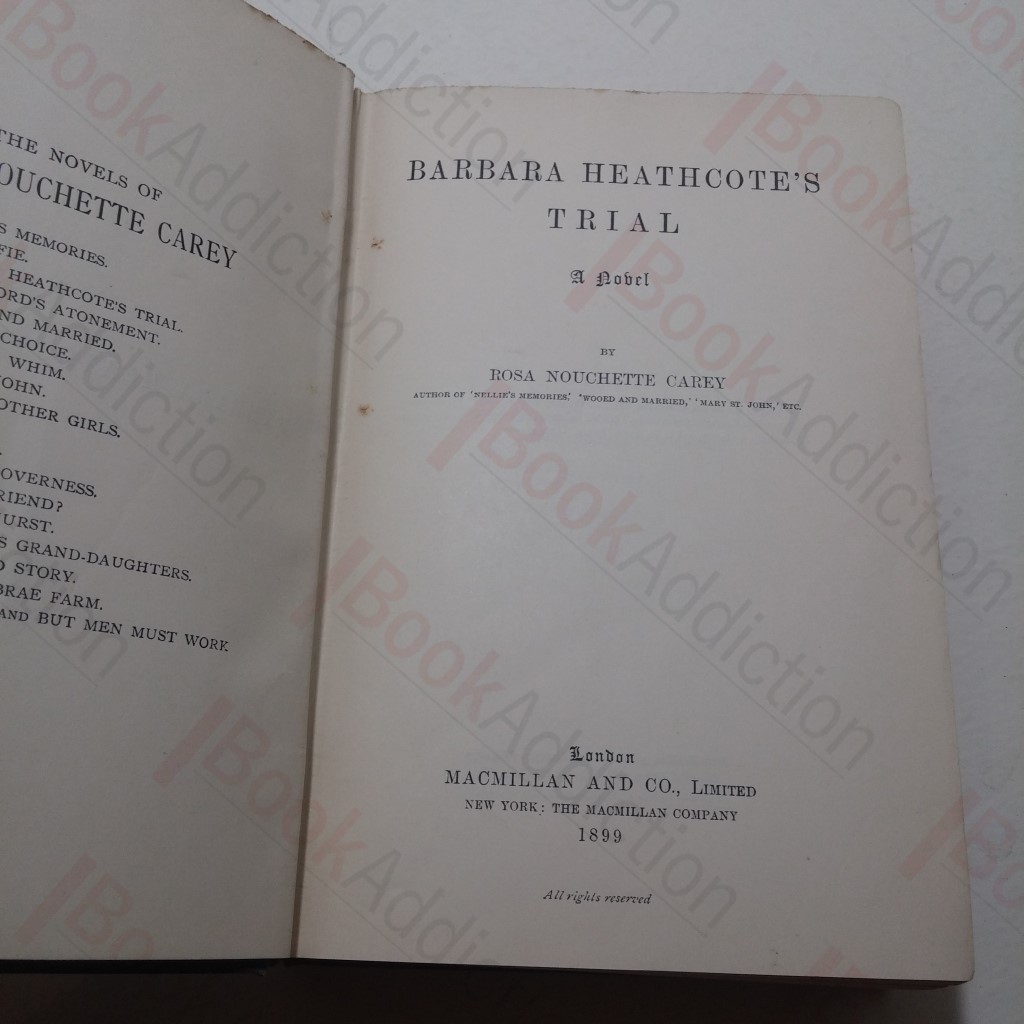 THE NOVELS OF
OUCHETTE CAREY
S MEMORIES.
FIE.
HEATHCOTE'S TRIAL.
ORD'S ATONEMENT.
ND MARRIED.
CHOICE.
WHIM.
OHN.
OTHER GIRLS.
OVERNESS.
RIEND?
URST.
S GRAND-DAUGHTERS.
D STORY.
BRAE FARM.
and BUT MEN MUST WORK
BARBARA HEATHCOTE'S
TRIAL
A Novel
BY
ROSA NOUCHETTE CAREY
AUTHOR OF 'NELLIE'S MEMORIES,' 'WOOED AND MARRIED,' 'MARY ST. JOHN,' ETC.
London
MACMILLAN AND CO., LIMITED
NEW YORK: THE MACMILLAN COMPANY
1899
All rights reserved
BookAddiction